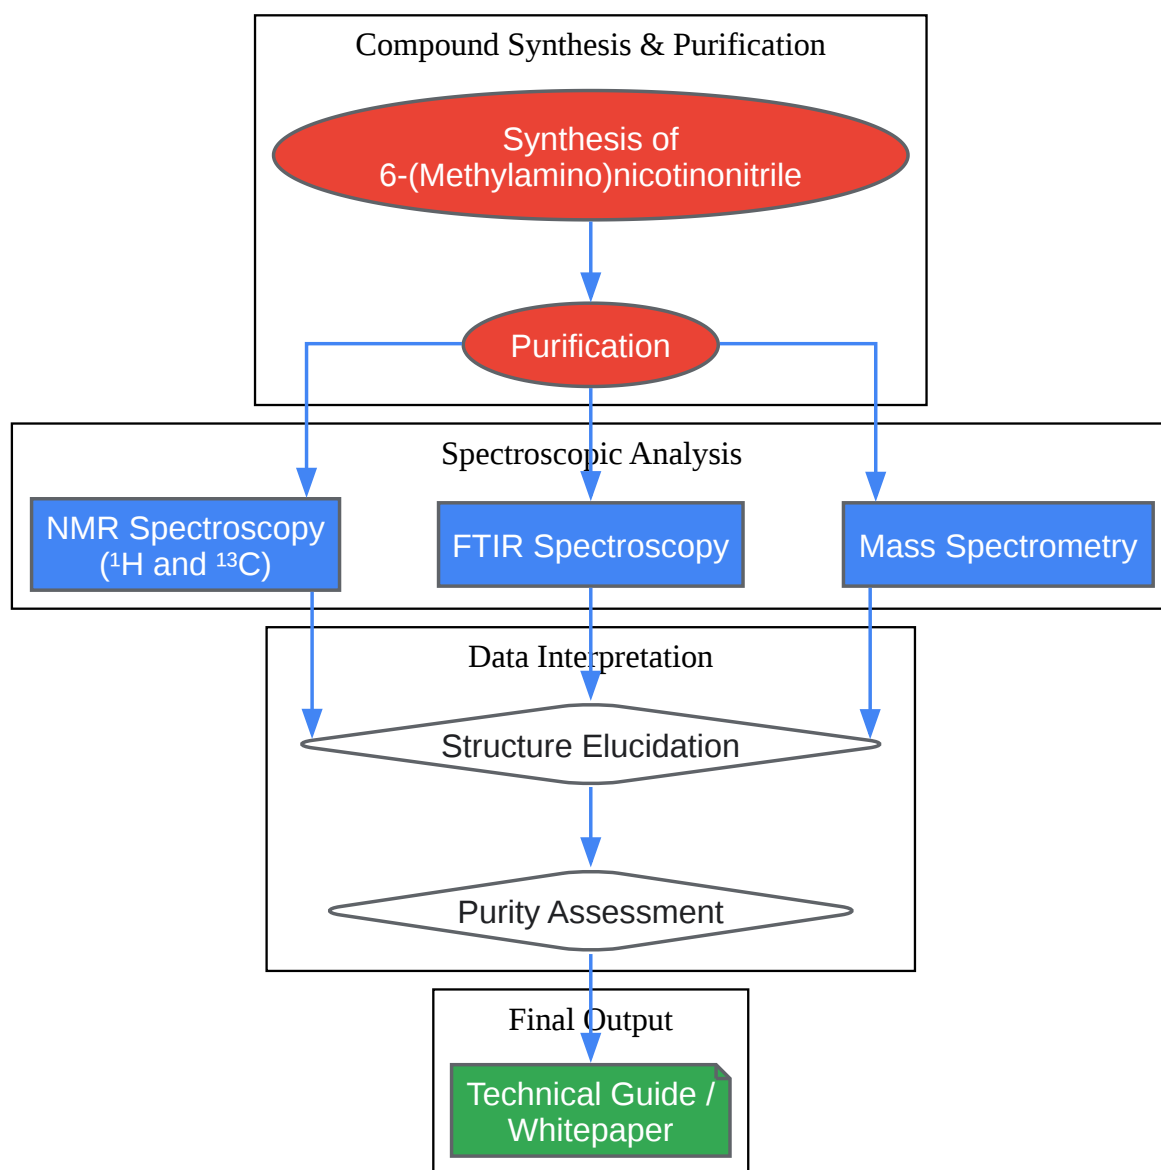 Compound Synthesis & Purification
Synthesis of
6-(Methylamino)nicotinonitrile
Purification
Spectroscopic Analysis
NMR Spectroscopy
(¹H and ¹³C)
FTIR Spectroscopy
Mass Spectrometry
Data Interpretation
Structure Elucidation
Purity Assessment
Final Output
Technical Guide /
Whitepaper